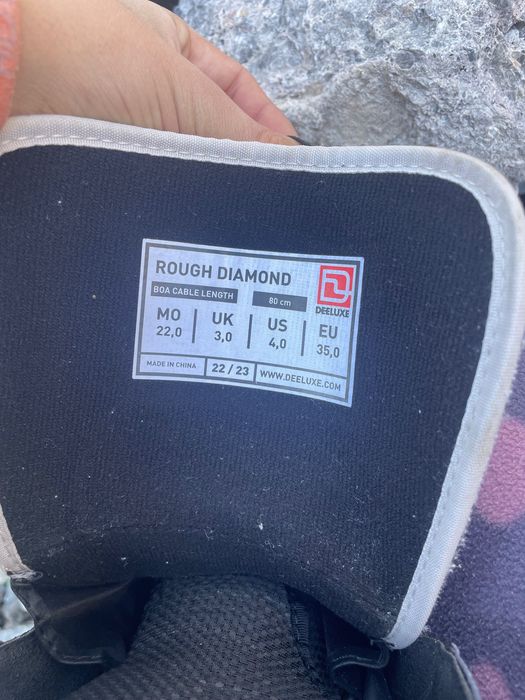 ROUGH DIAMOND
BOA CABLE LENGTH 80 cm
DEELUXE
MO UK US EU
22,0 3,0 4,0 35,0
MADE IN CHINA 22 / 23 WWW.DEELUXE.COM